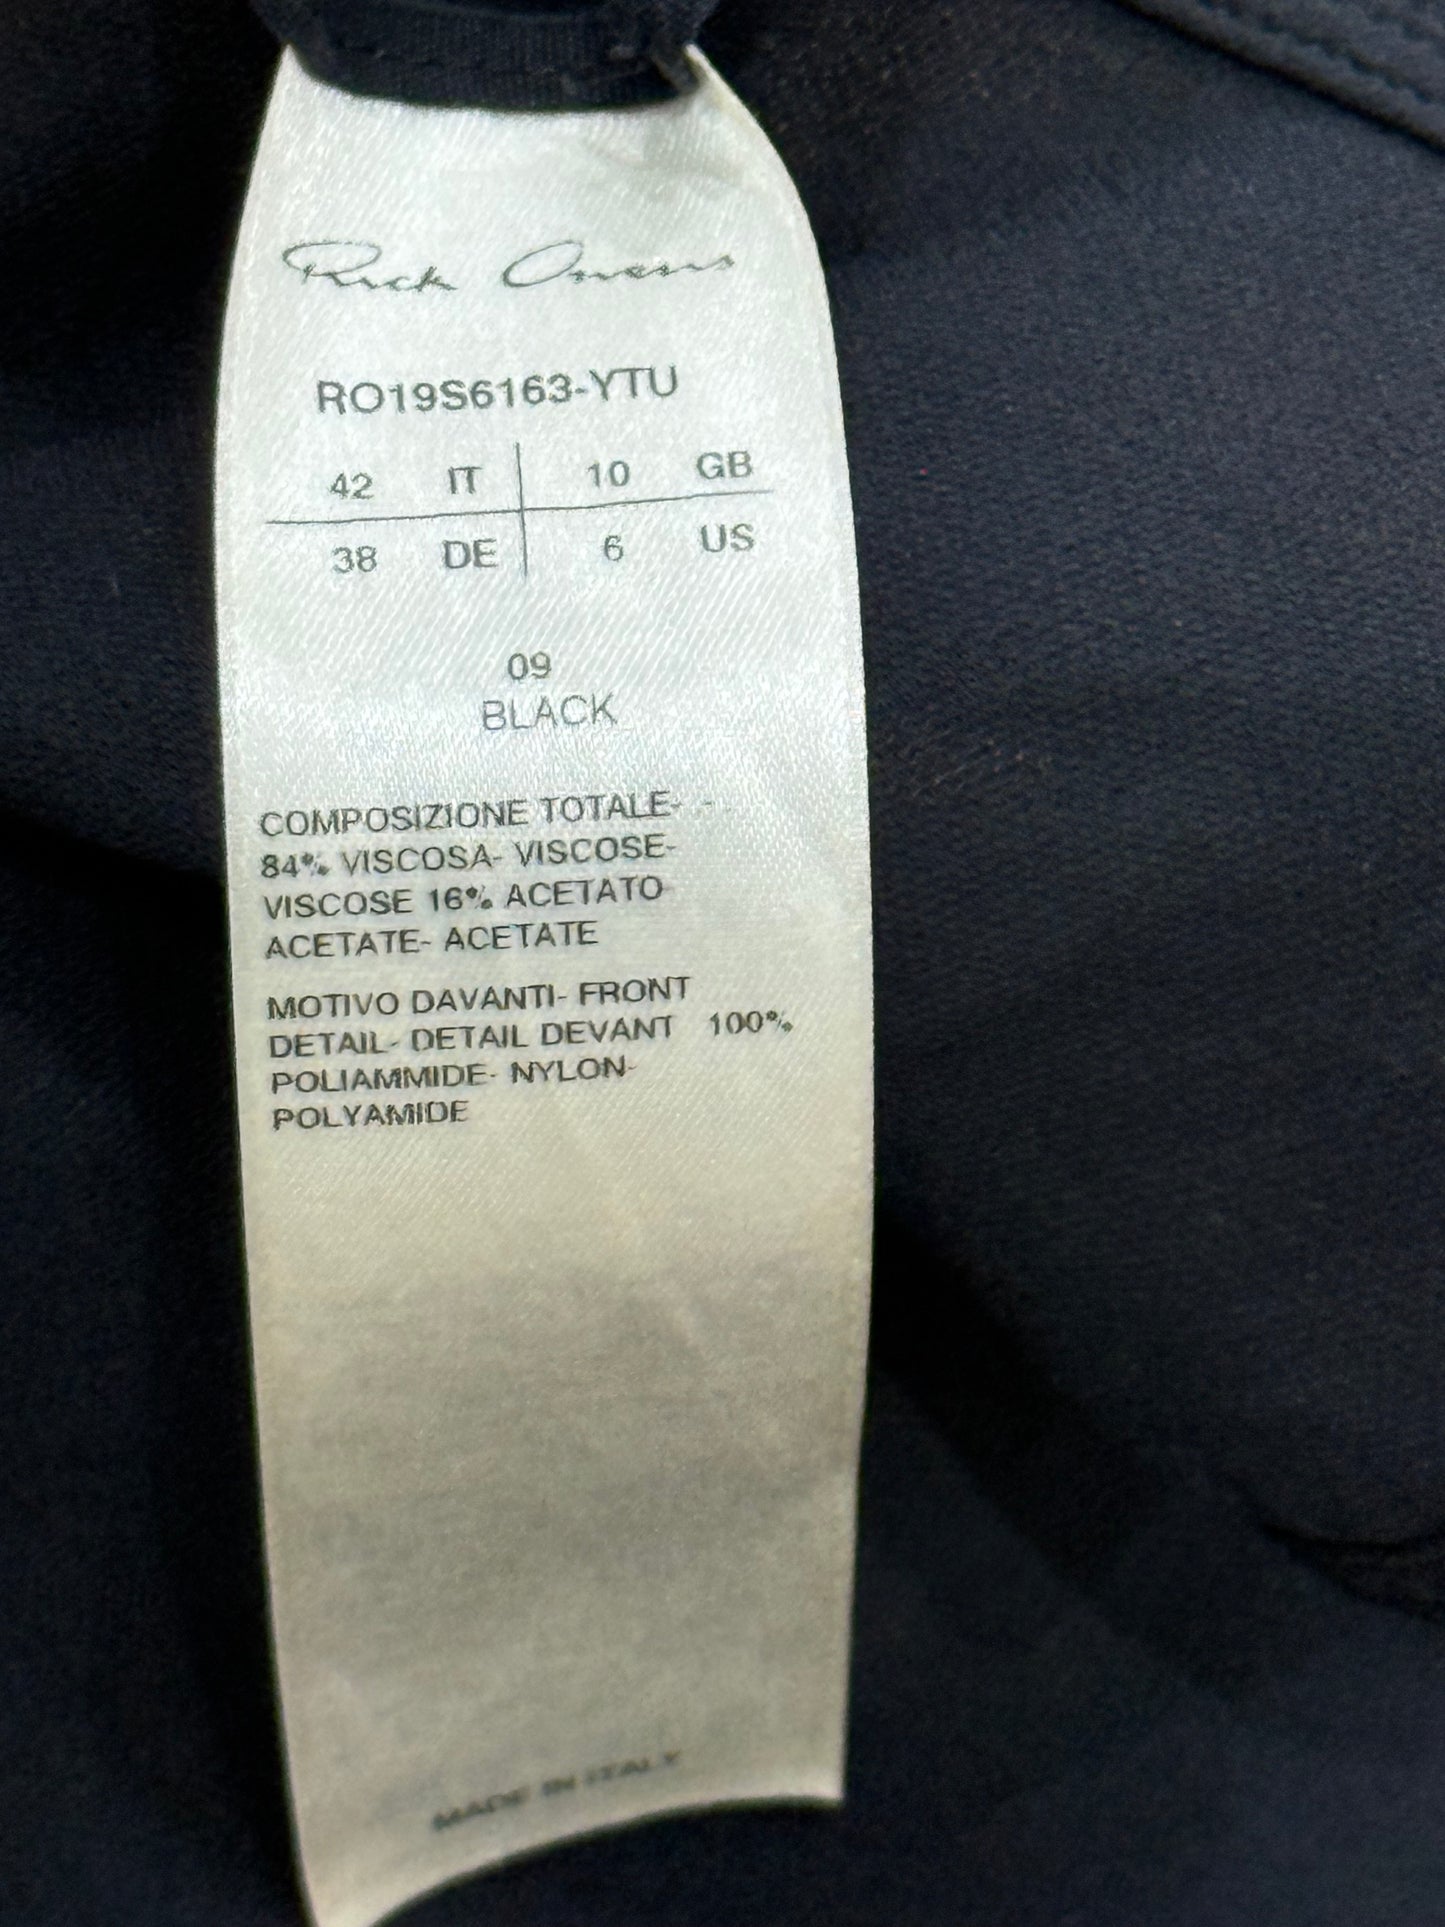 Rick Owens
RO19S6163-YTU
42 IT 10 GB
38 DE 6 US
09
BLACK
COMPOSIZIONE TOTALE- -
84% VISCOSA- VISCOSE-
VISCOSE 16% ACETATO
ACETATE- ACETATE
MOTIVO DAVANTI- FRONT
DETAIL- DETAIL DEVANT 100%
POLIAMMIDE- NYLON-
POLYAMIDE
MADE IN ITALY